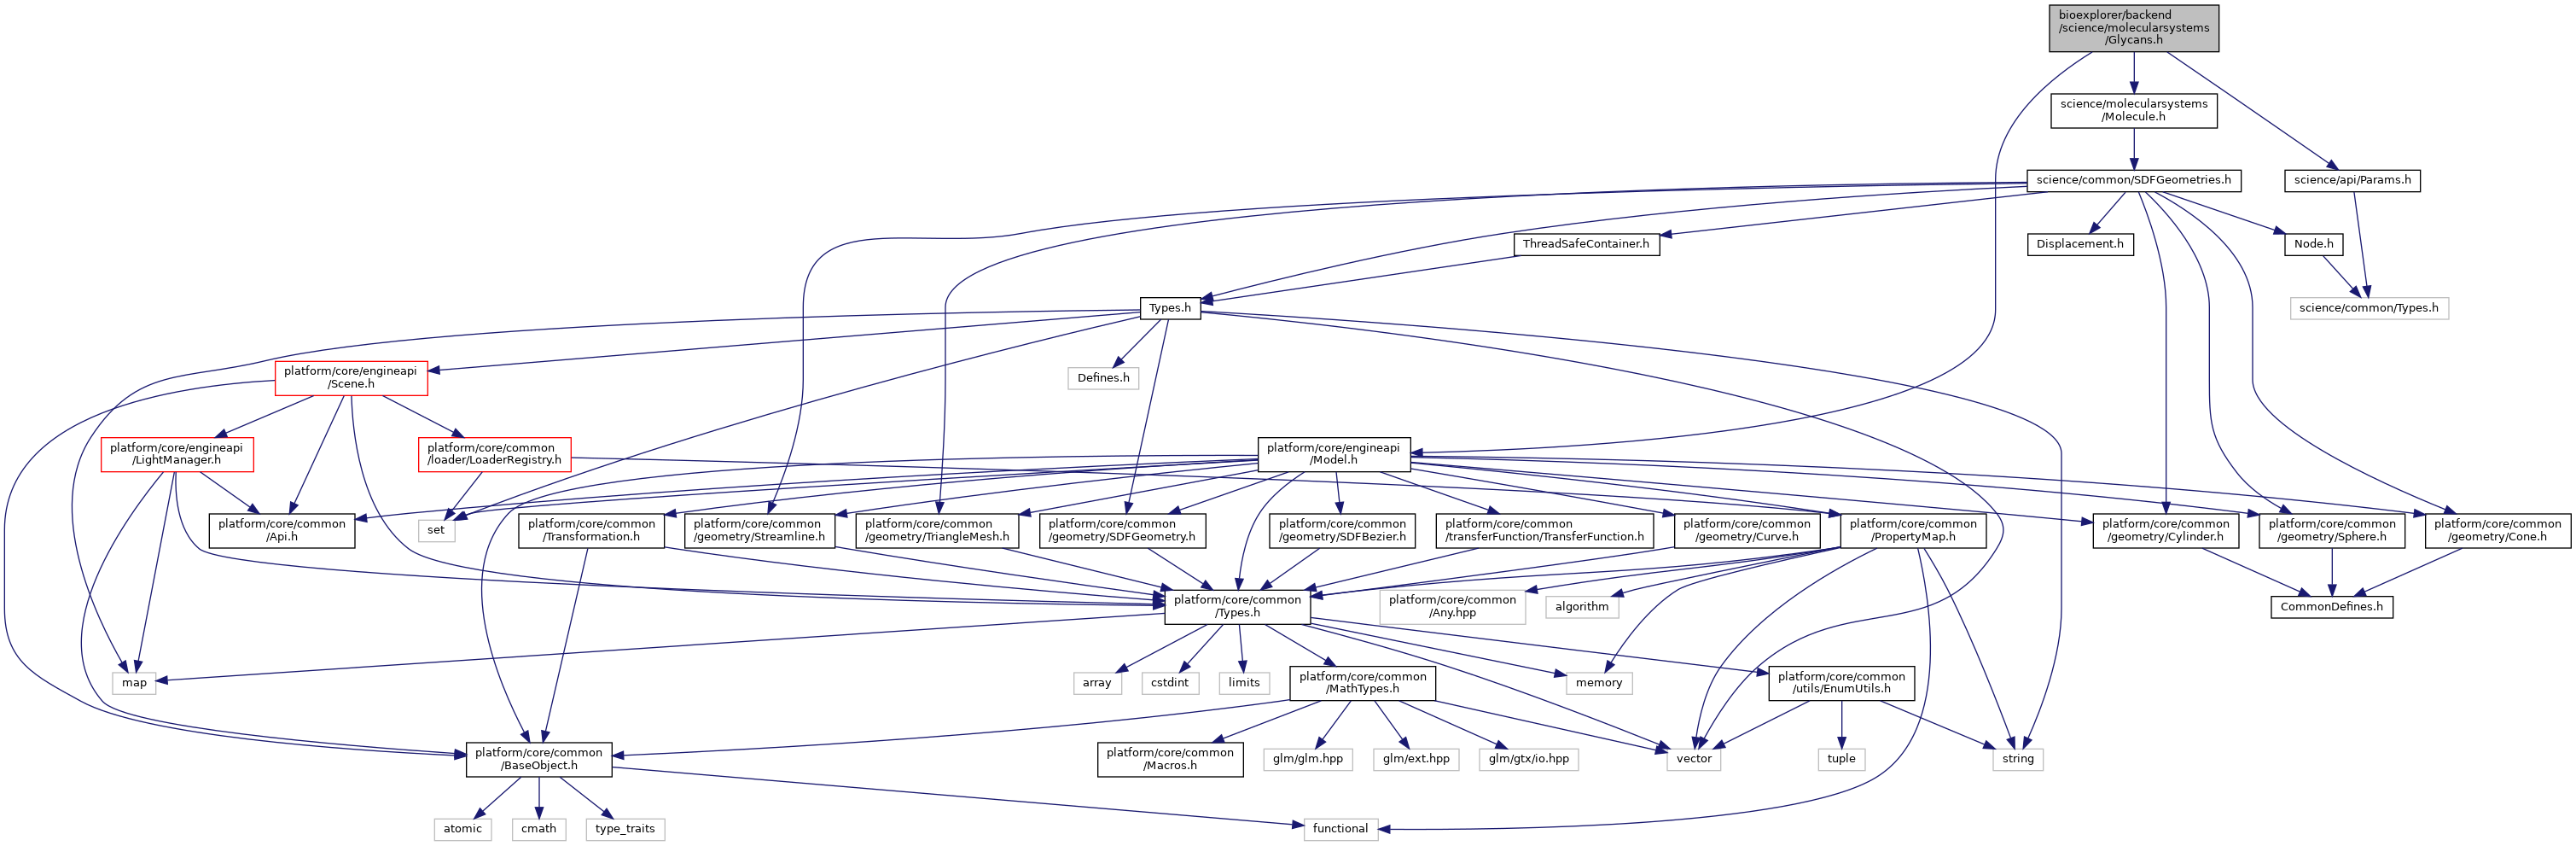 bioexplorer/backend
/science/molecularsystems
/Glycans.h
science/molecularsystems
/Molecule.h
science/common/SDFGeometries.h
science/api/Params.h
ThreadSafeContainer.h
Displacement.h
Node.h
Types.h
science/common/Types.h
platform/core/engineapi
/Scene.h
Defines.h
platform/core/engineapi
/LightManager.h
platform/core/common
/loader/LoaderRegistry.h
platform/core/engineapi
/Model.h
platform/core/common
/Api.h
set
platform/core/common
/Transformation.h
platform/core/common
/geometry/Streamline.h
platform/core/common
/geometry/TriangleMesh.h
platform/core/common
/geometry/SDFGeometry.h
platform/core/common
/geometry/SDFBezier.h
platform/core/common
/transferFunction/TransferFunction.h
platform/core/common
/geometry/Curve.h
platform/core/common
/PropertyMap.h
platform/core/common
/geometry/Cylinder.h
platform/core/common
/geometry/Sphere.h
platform/core/common
/geometry/Cone.h
platform/core/common
/Types.h
platform/core/common
/Any.hpp
algorithm
CommonDefines.h
map
array
cstdint
limits
platform/core/common
/MathTypes.h
memory
platform/core/common
/utils/EnumUtils.h
platform/core/common
/BaseObject.h
platform/core/common
/Macros.h
glm/glm.hpp
glm/ext.hpp
glm/gtx/io.hpp
vector
tuple
string
atomic
cmath
type_traits
functional